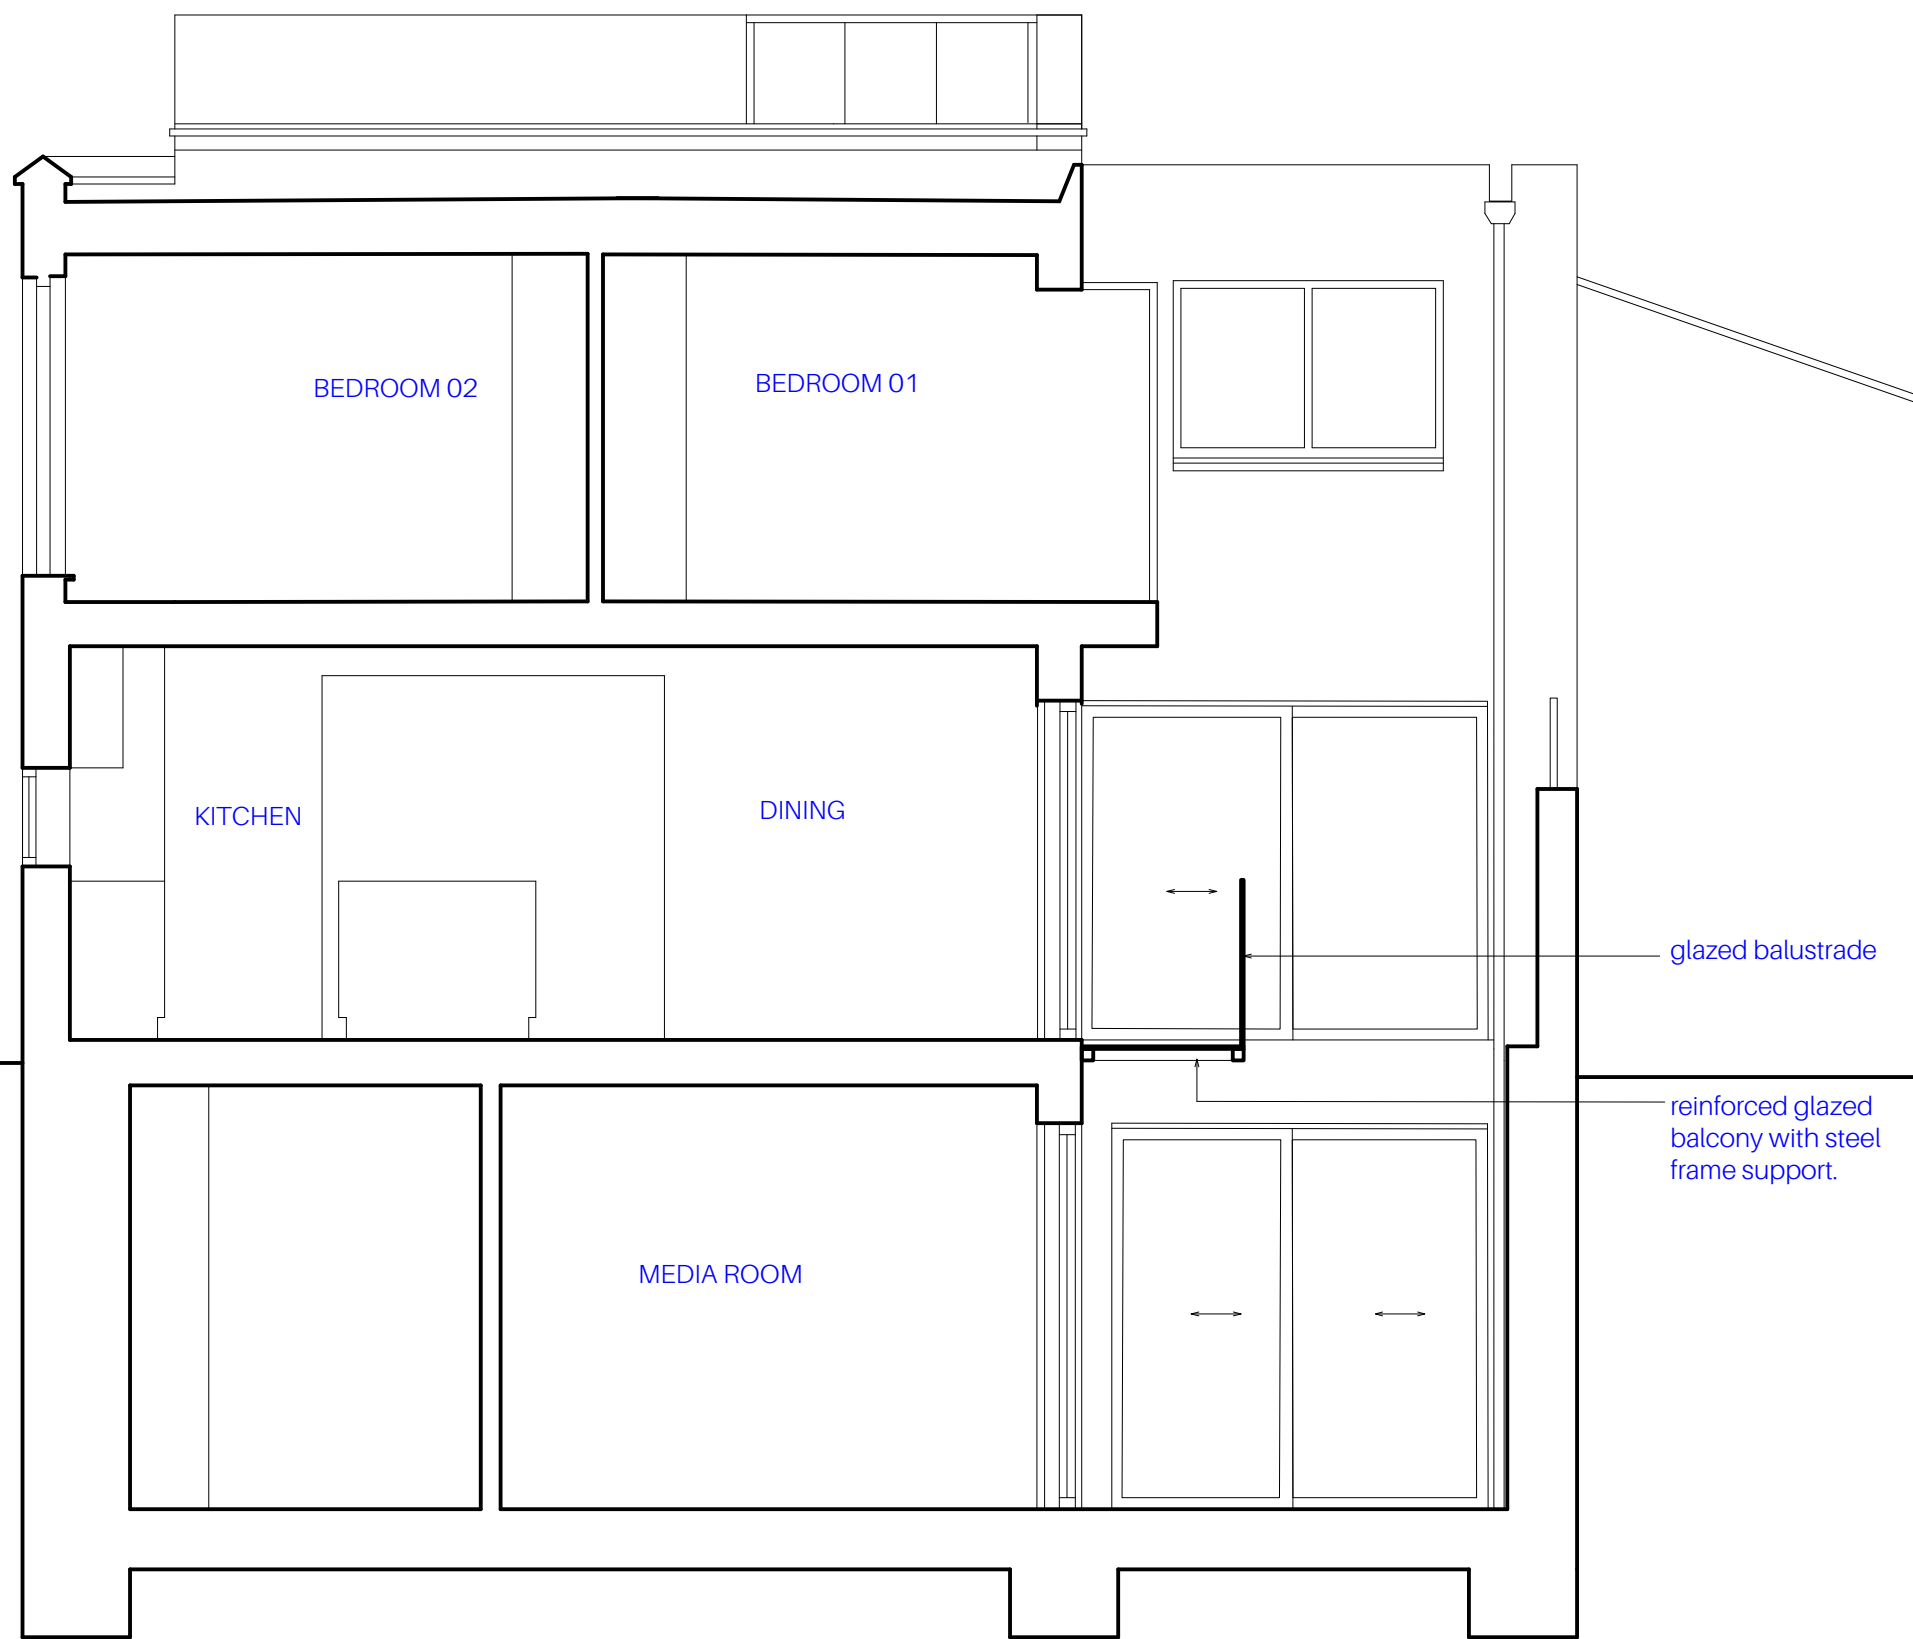 BEDROOM 02
BEDROOM 01
KITCHEN
DINING
glazed balustrade
reinforced glazed
balcony with steel
frame support.
MEDIA ROOM